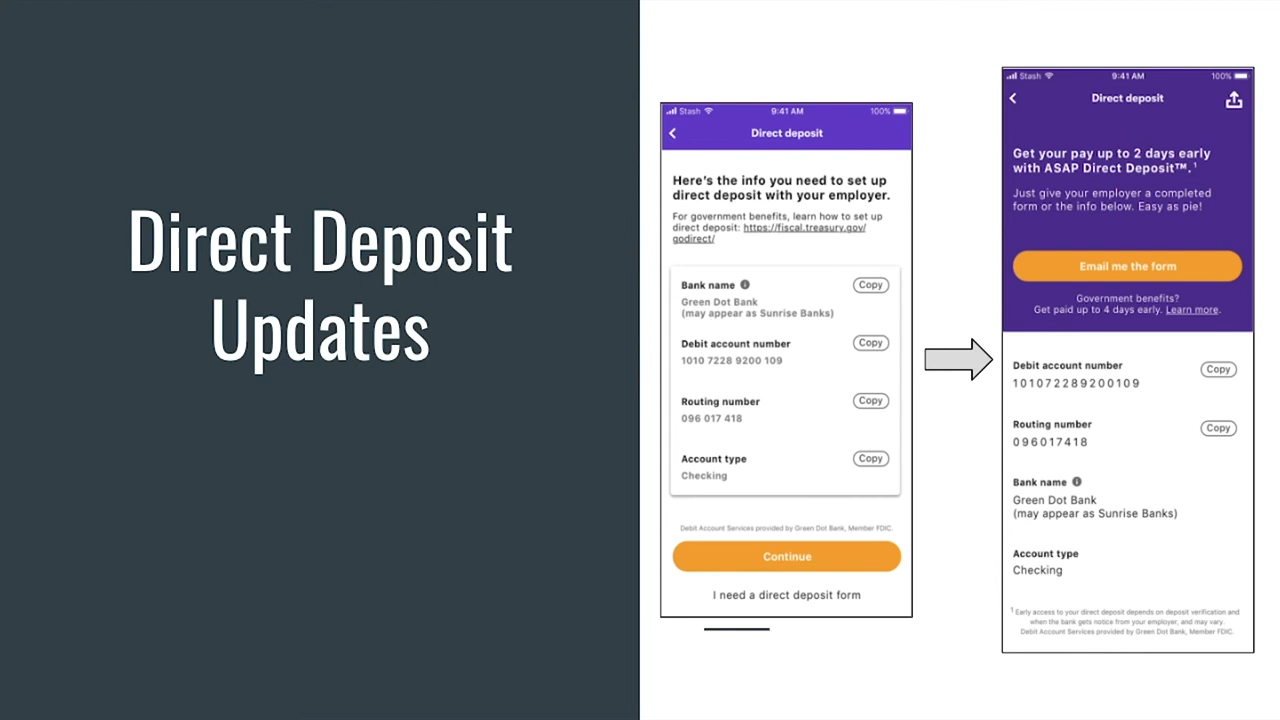 Direct Deposit
Updates
Stash
9:41 AM
100%
Direct deposit
Here's the info you need to set up
direct deposit with your employer.
For government benefits, learn how to set up
direct deposit: https://fiscal.treasury.gov/
godirect/
Bank name
Copy
Green Dot Bank
(may appear as Sunrise Banks)
Debit account number
Copy
1010 7228 9200 109
Routing number
Copy
096 017 418
Account type
Copy
Checking
Debit Account Services provided by Green Dot Bank, Member FDIC.
Continue
I need a direct deposit form
Stash
9:41 AM
100%
Direct deposit
Get your pay up to 2 days early
with ASAP Direct Deposit™.¹
Just give your employer a completed
form or the info below. Easy as pie!
Email me the form
Government benefits?
Get paid up to 4 days early. Learn more.
Debit account number
Copy
101072289200109
Routing number
Copy
096017418
Bank name
Green Dot Bank
(may appear as Sunrise Banks)
Account type
Checking
¹ Early access to your direct deposit depends on deposit verification and
when the bank gets notice from your employer, and may vary.
Debit Account Services provided by Green Dot Bank, Member FDIC.